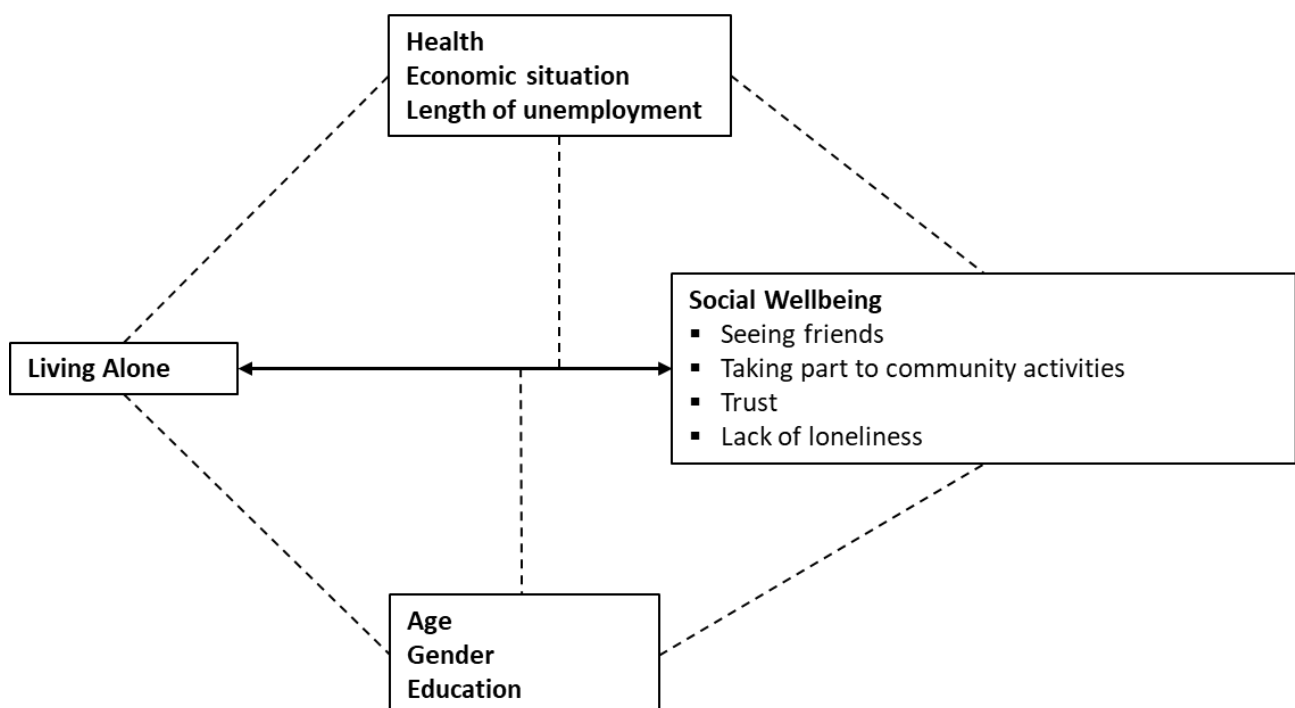 Health
Economic situation
Length of unemployment
Social Wellbeing
▪ Seeing friends
▪ Taking part to community activities
▪ Trust
▪ Lack of loneliness
Living Alone
Age
Gender
Education